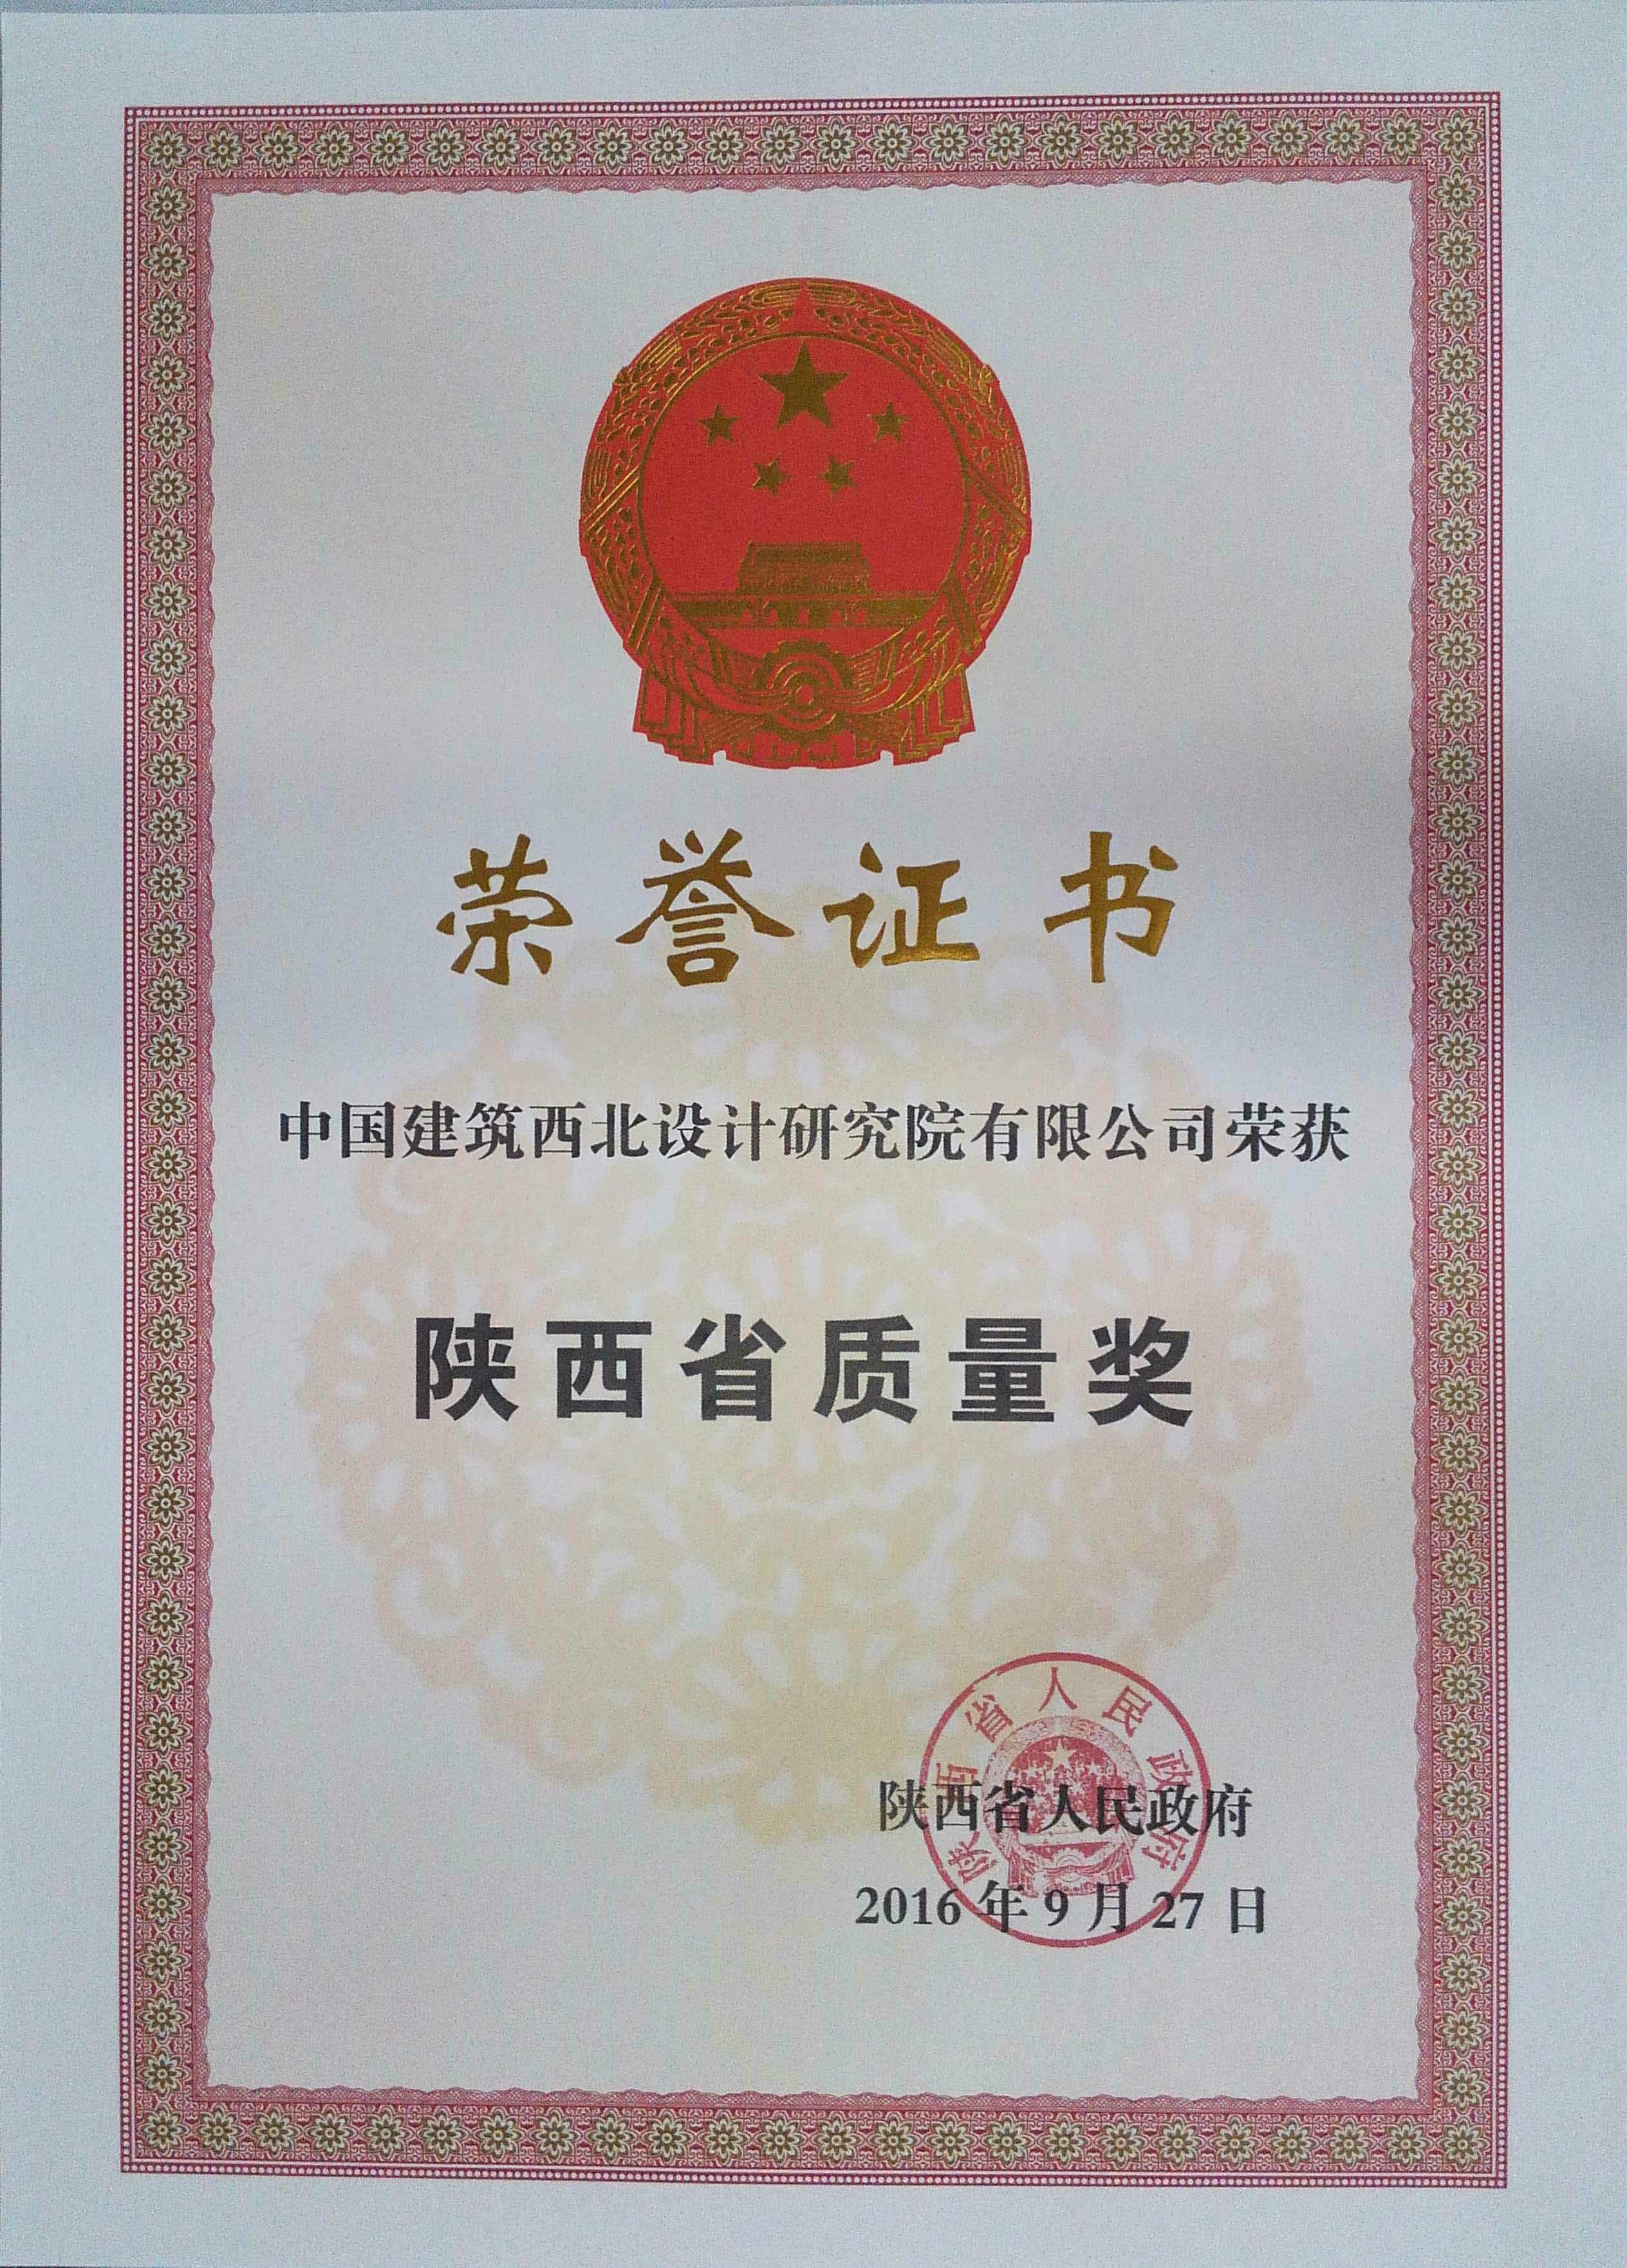 荣誉证书
中国建筑西北设计研究院有限公司荣获
陕西省质量奖
陕西省人民政府
陕西省人民政府
2016年9月27日